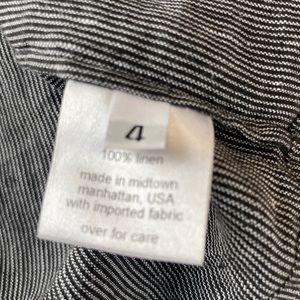 4
100% linen
made in midtown
manhattan, USA
with imported fabric
over for care